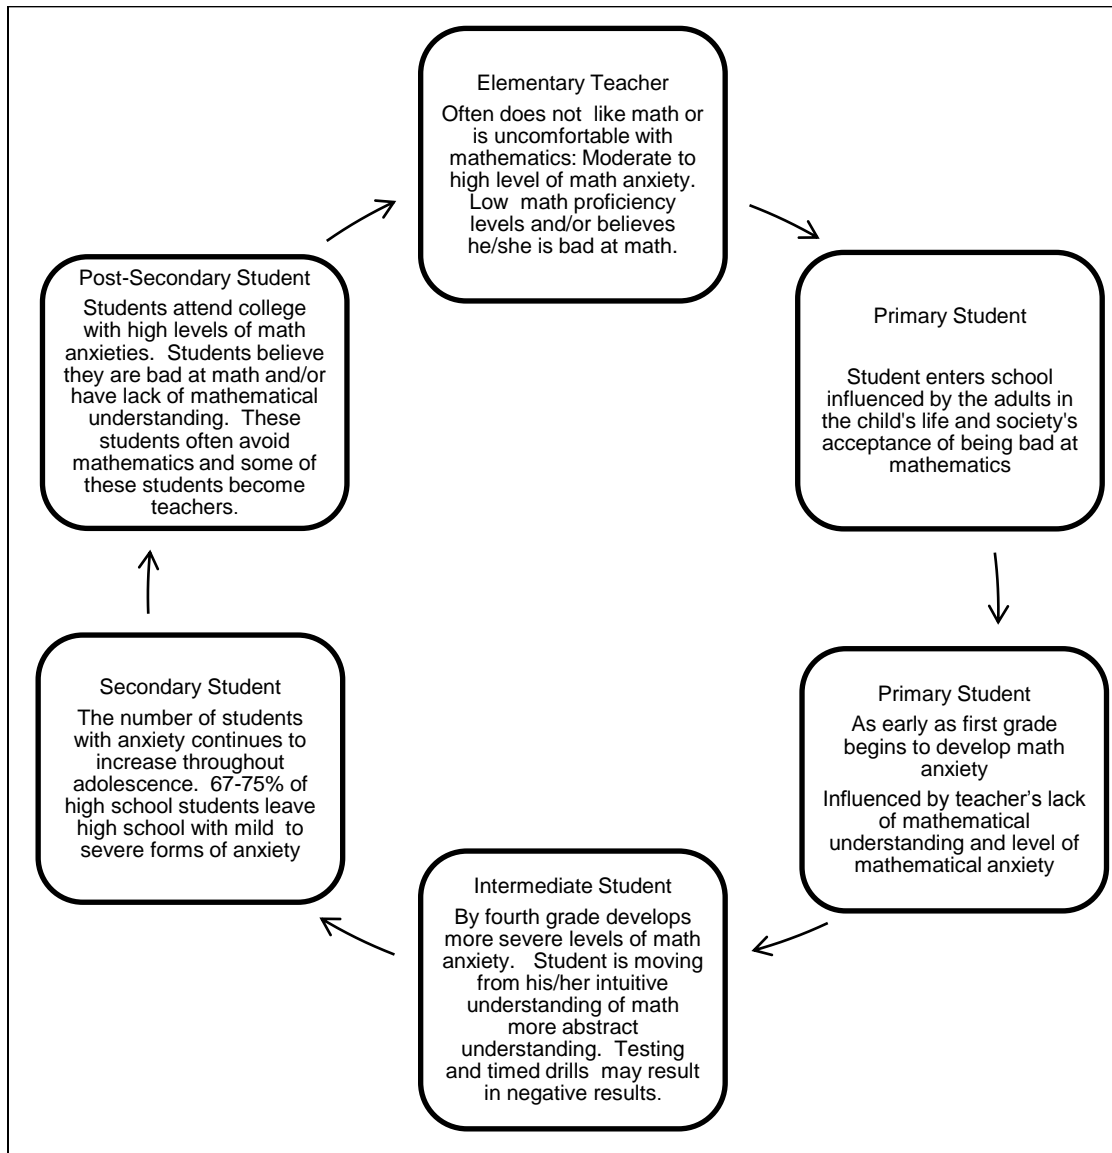 Elementary Teacher
Often does not  like math or
is uncomfortable with
mathematics: Moderate to
high level of math anxiety.
Low  math proficiency
levels and/or believes
he/she is bad at math.
Primary Student
Student enters school
influenced by the adults in
the child's life and society's
acceptance of being bad at
mathematics
Primary Student
As early as first grade
begins to develop math
anxiety
Influenced by teacher’s lack
of mathematical
understanding and level of
mathematical anxiety
Intermediate Student
By fourth grade develops
more severe levels of math
anxiety.   Student is moving
from his/her intuitive
understanding of math
more abstract
understanding.  Testing
and timed drills  may result
in negative results.
Secondary Student
The number of students
with anxiety continues to
increase throughout
adolescence.  67-75% of
high school students leave
high school with mild  to
severe forms of anxiety
Post-Secondary Student
Students attend college
with high levels of math
anxieties.  Students believe
they are bad at math and/or
have lack of mathematical
understanding.  These
students often avoid
mathematics and some of
these students become
teachers.